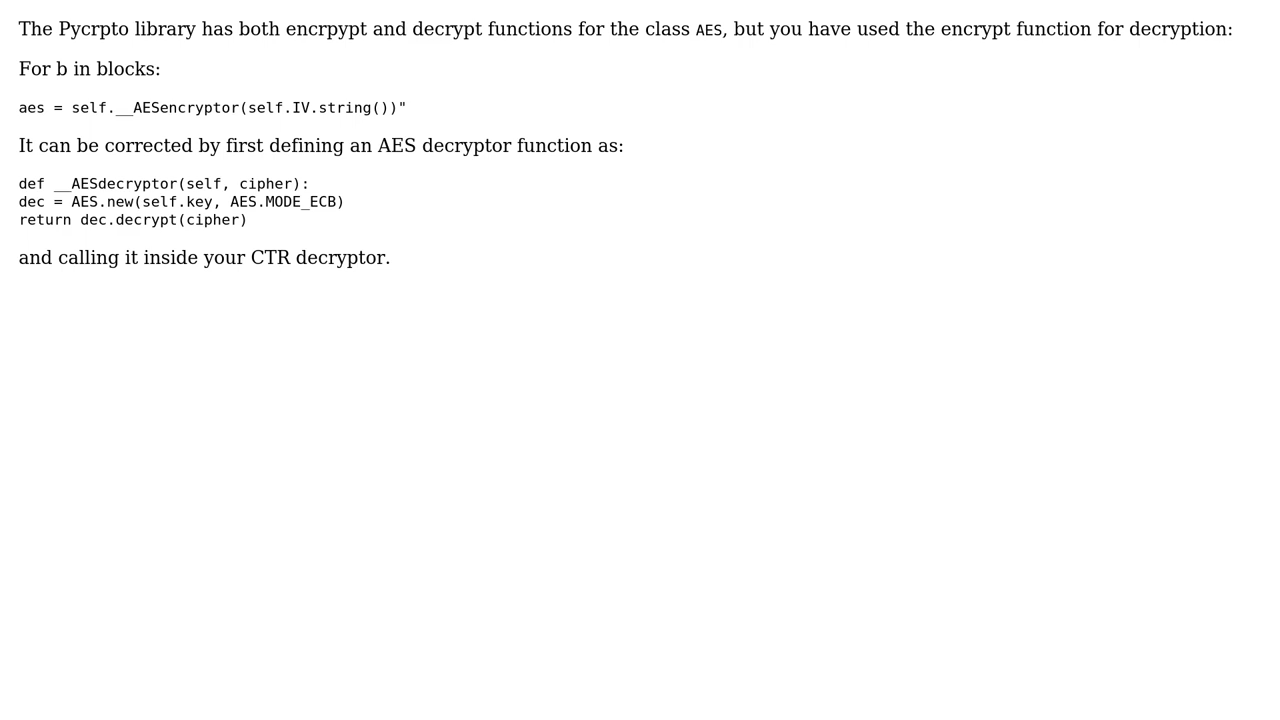 The Pycrpto library has both encrpypt and decrypt functions for the class AES, but you have used the encrypt function for decryption:
For b in blocks:
aes = self.__AESencryptor(self.IV.string())"
It can be corrected by first defining an AES decryptor function as:
def __AESdecryptor(self, cipher):
dec = AES.new(self.key, AES.MODE_ECB)
return dec.decrypt(cipher)
and calling it inside your CTR decryptor.